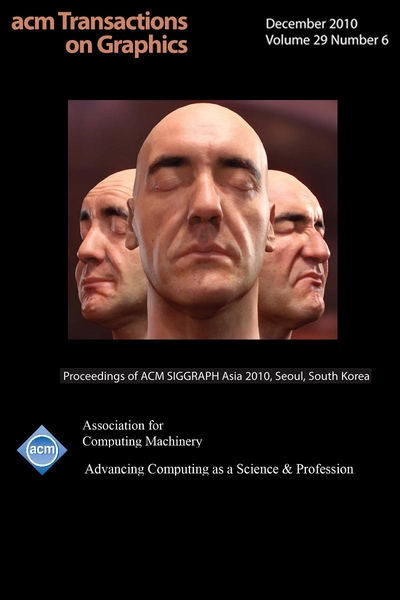 acm Transactions
on Graphics
December 2010
Volume 29 Number 6
Proceedings of ACM SIGGRAPH Asia 2010, Seoul, South Korea
acm
Association for
Computing Machinery
Advancing Computing as a Science & Profession